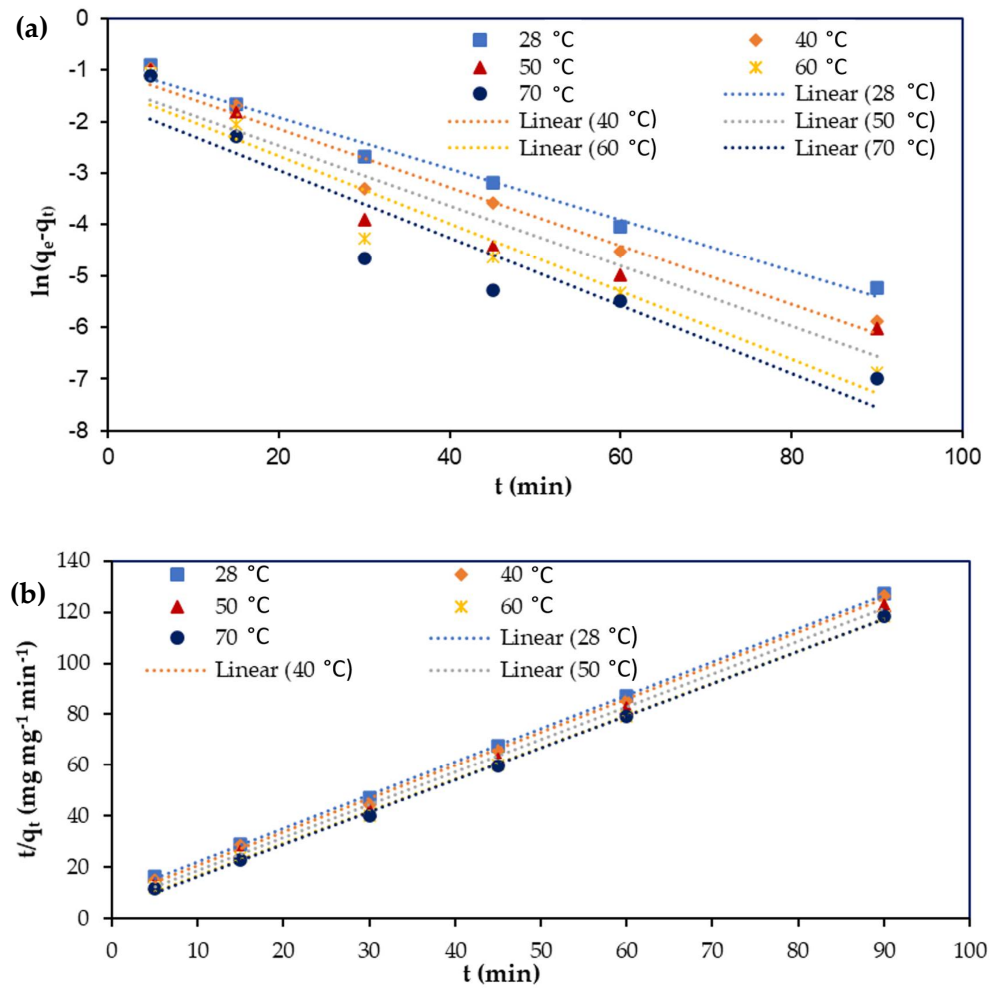 (a)
0
-1
-2
-3
-4
-5
-6
-7
-8
ln(qₑ-qₜ)
28 °C 40 °C
50 °C 60 °C
70 °C Linear (28 °C)
Linear (40 °C) Linear (50 °C)
Linear (60 °C) Linear (70 °C)
0 20 40 60 80 100
t (min)
(b)
140
120
100
80
60
40
20
0
t/qₜ (mg mg⁻¹ min⁻¹)
28 °C 40 °C
50 °C 60 °C
70 °C Linear (28 °C)
Linear (40 °C) Linear (50 °C)
0 10 20 30 40 50 60 70 80 90 100
t (min)